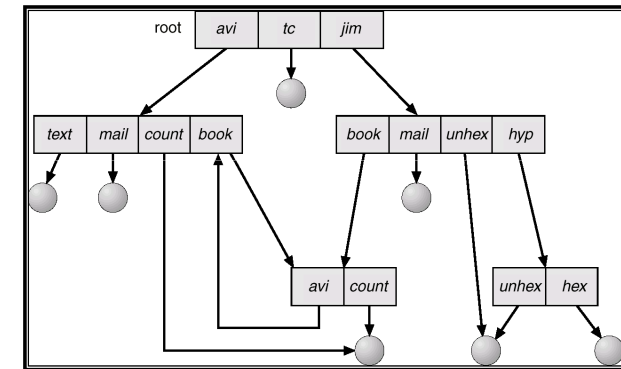 root avi tc jim
text mail count book
book mail unhex hyp
avi count
unhex hex